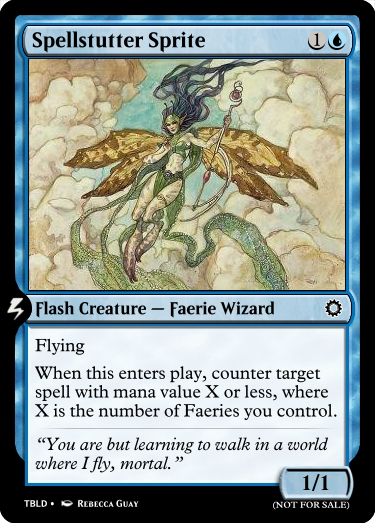 Spellstutter Sprite 1
Flash Creature — Faerie Wizard
Flying
When this enters play, counter target
spell with mana value X or less, where
X is the number of Faeries you control.
“You are but learning to walk in a world
where I fly, mortal.”
1/1
TBLD • Rebecca Guay
(NOT FOR SALE)